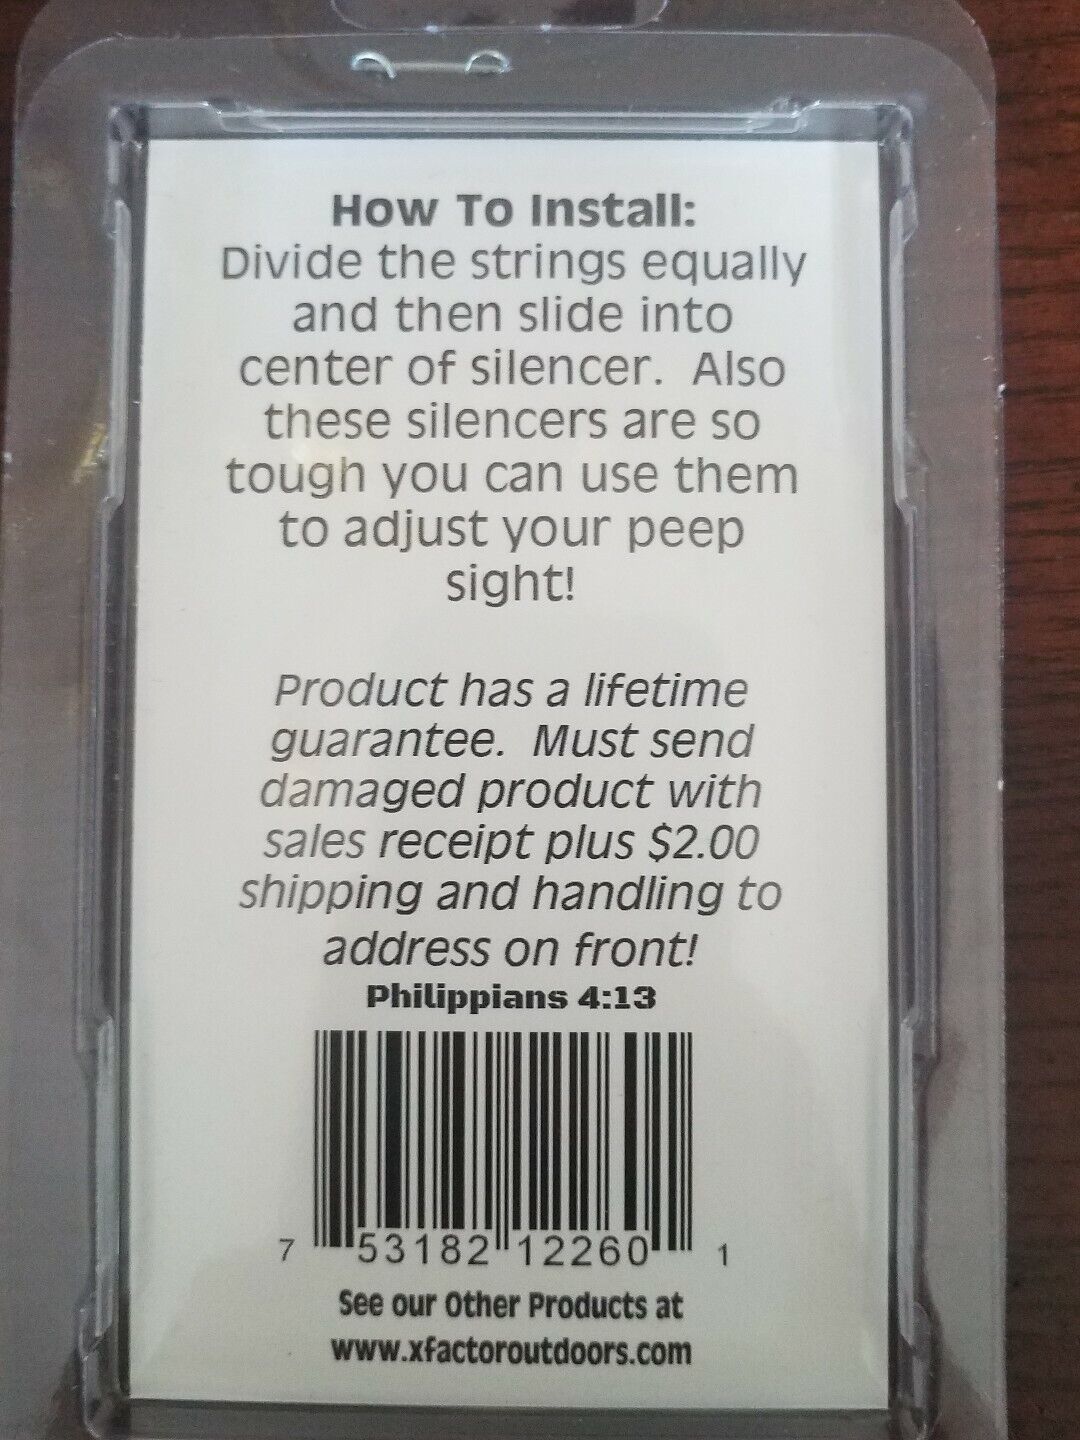 How To Install:
Divide the strings equally
and then slide into
center of silencer.  Also
these silencers are so
tough you can use them
to adjust your peep
sight!
Product has a lifetime
guarantee.  Must send
damaged product with
sales receipt plus $2.00
shipping and handling to
address on front!
Philippians 4:13
7 53182 12260 1
See our Other Products at
www.xfactoroutdoors.com